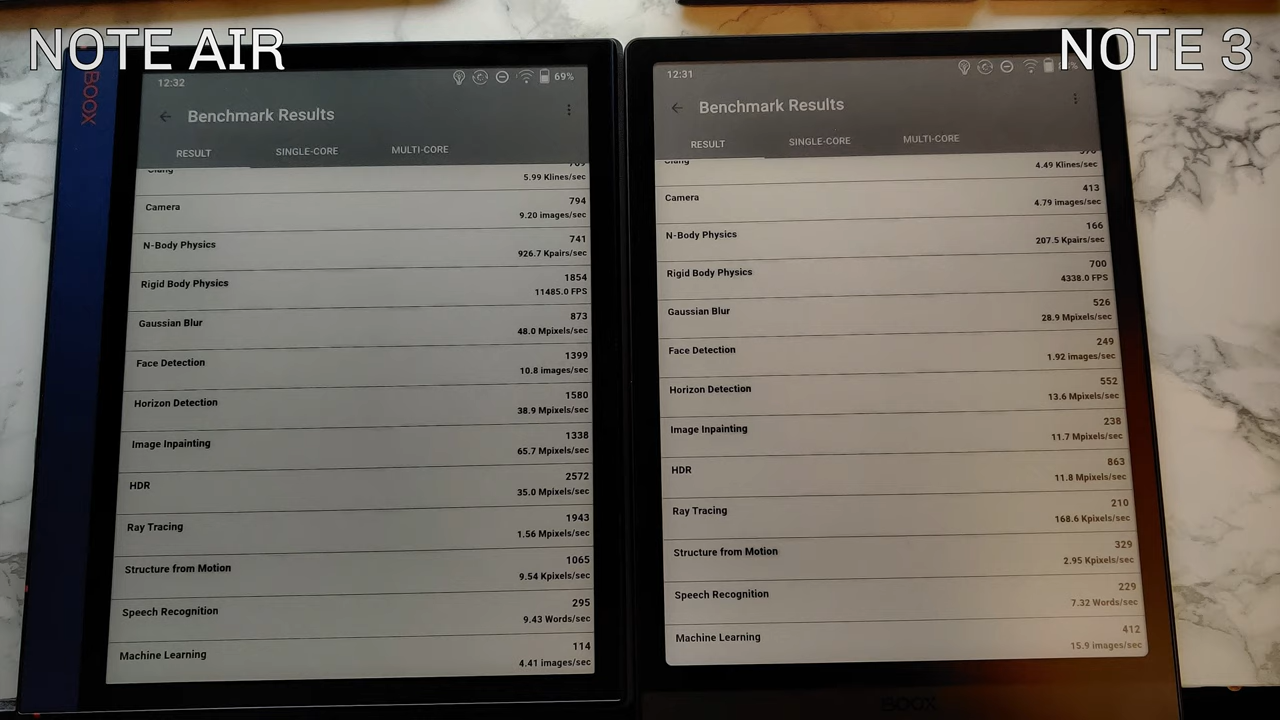 NOTE AIR
BOOX
12:32
69%
Benchmark Results
RESULT SINGLE-CORE MULTI-CORE
5.99 Klines/sec
Camera 794
9.20 images/sec
N-Body Physics 741
926.7 Kpairs/sec
Rigid Body Physics 1854
11485.0 FPS
Gaussian Blur 873
48.0 Mpixels/sec
Face Detection 1399
10.8 images/sec
Horizon Detection 1580
38.9 Mpixels/sec
Image Inpainting 1338
65.7 Mpixels/sec
HDR 2572
35.0 Mpixels/sec
Ray Tracing 1943
1.56 Mpixels/sec
Structure from Motion 1065
9.54 Kpixels/sec
Speech Recognition 295
9.43 Words/sec
Machine Learning 114
4.41 images/sec
NOTE 3
12:31
Benchmark Results
RESULT SINGLE-CORE MULTI-CORE
4.49 Klines/sec
Camera 413
4.79 images/sec
N-Body Physics 166
207.5 Kpairs/sec
Rigid Body Physics 700
4338.0 FPS
Gaussian Blur 526
28.9 Mpixels/sec
Face Detection 249
1.92 images/sec
Horizon Detection 552
13.6 Mpixels/sec
Image Inpainting 238
11.7 Mpixels/sec
HDR 863
11.8 Mpixels/sec
Ray Tracing 210
168.6 Kpixels/sec
Structure from Motion 329
2.95 Kpixels/sec
Speech Recognition 229
7.32 Words/sec
Machine Learning 412
15.9 images/sec
BOOX